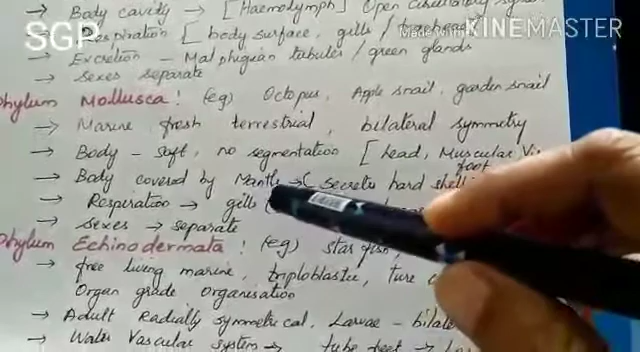 → Body cavity → [Haemolymph] Open circulatory
SGP
Respiration [body surface, gills /
Made With KINEMASTER
→ Excretion - Malphigian tubules / green glands
→ Sexes separate
Phylum Mollusca! (eg) Octopus, Apple snail, garden snail
→ Marine fresh terrestrial, bilateral symmetry
→ Body - Soft, no segmentation [head, Muscular
foot
→ Body covered by Mantle → secretes hard shell
→ Respiration → gills
→ Sexes → separate
Phylum Echinodermata! (eg) star fish,
→ free living marine, triploblastic,
Organ grade Organisation
→ Adult Radially symmetrical, Larvae -
→ Water Vascular system → tube feet →